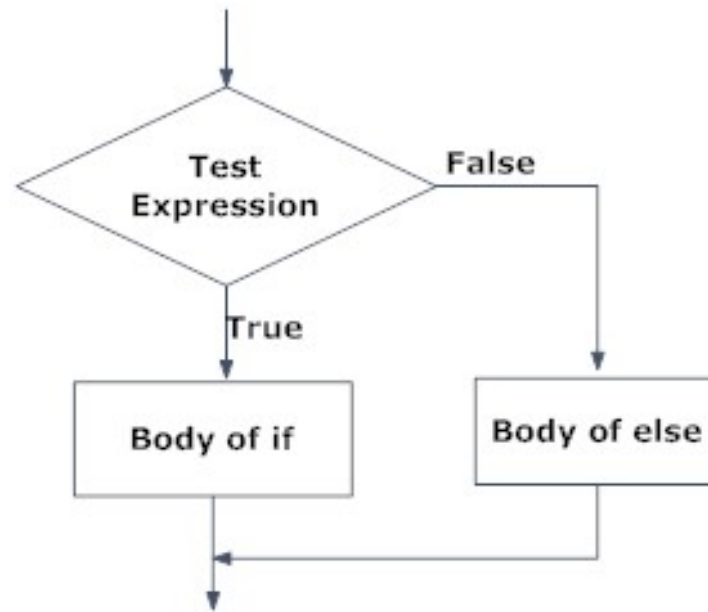 Test
Expression
False
True
Body of if
Body of else